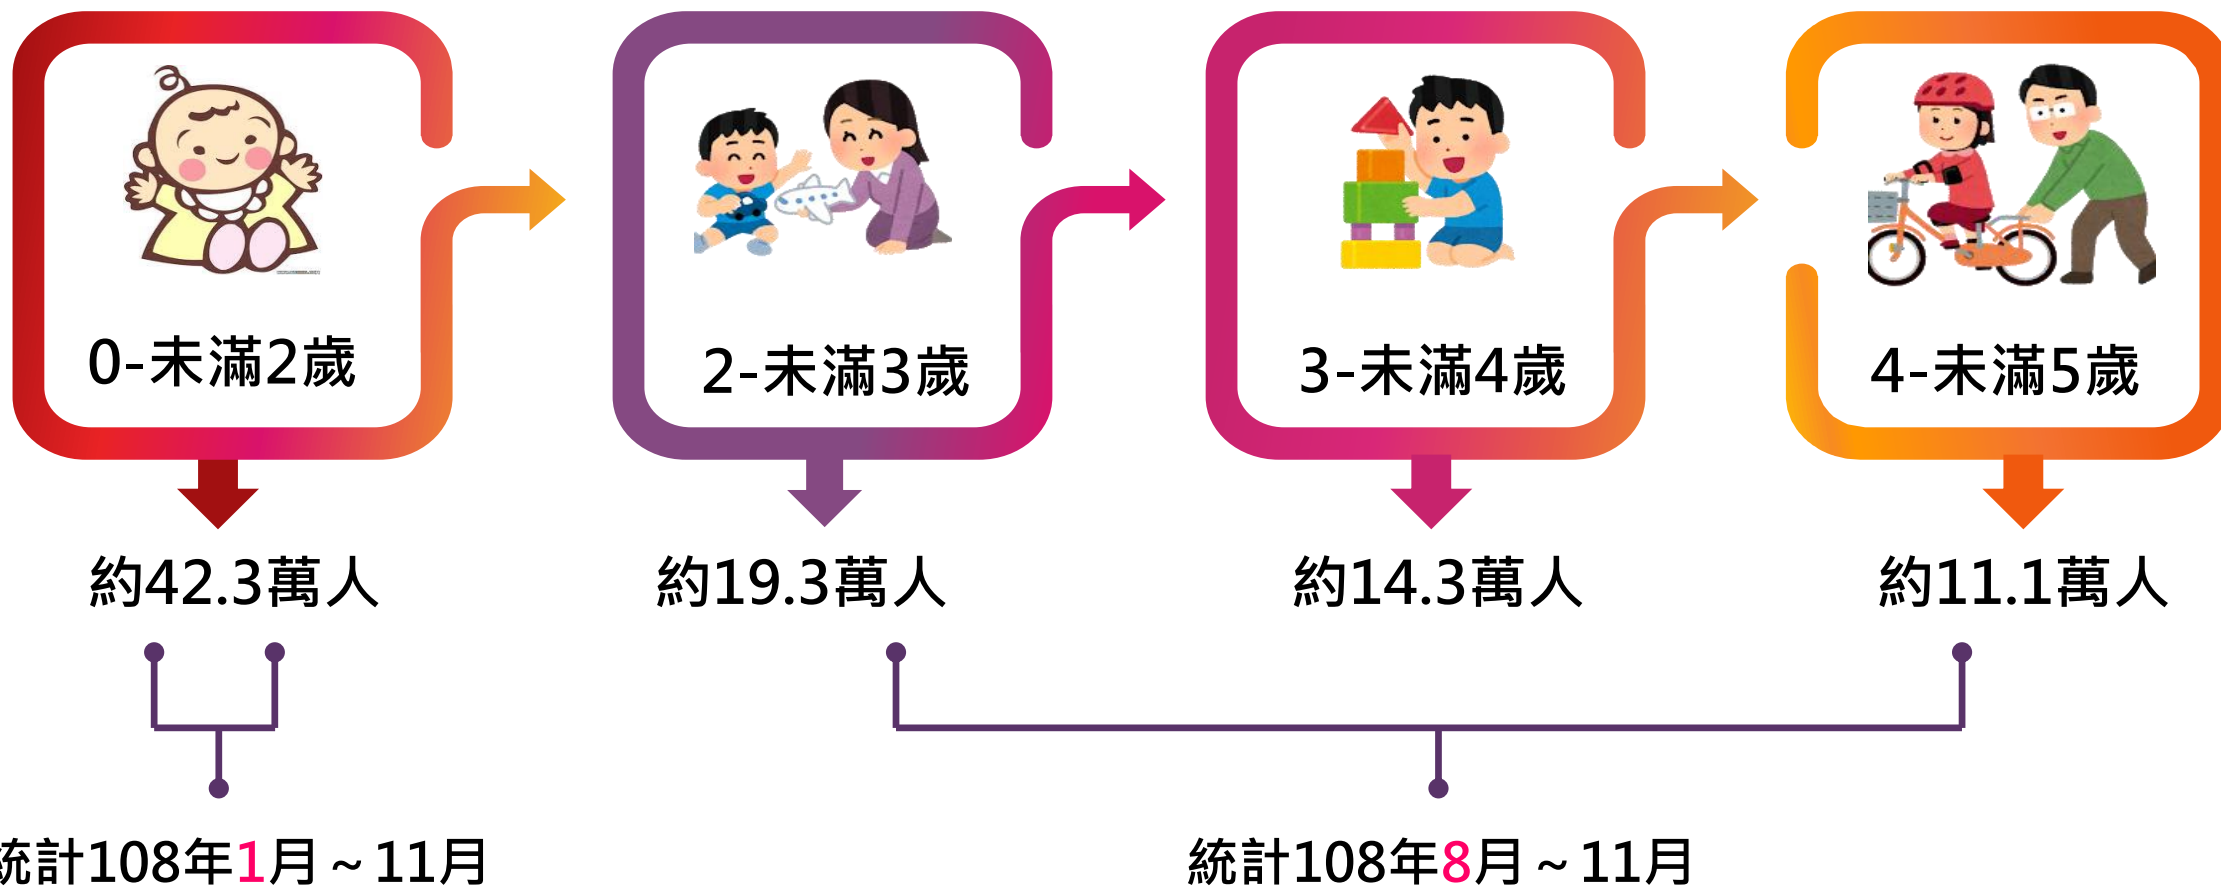 0-未滿2歲
2-未滿3歲
3-未滿4歲
4-未滿5歲
約42.3萬人
約19.3萬人
約14.3萬人
約11.1萬人
統計108年1月～11月
統計108年8月～11月